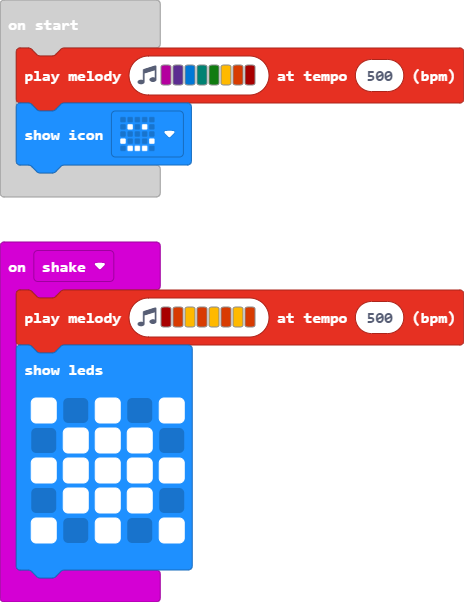 on start
play melody at tempo 500 (bpm)
show icon
on shake
play melody at tempo 500 (bpm)
show leds